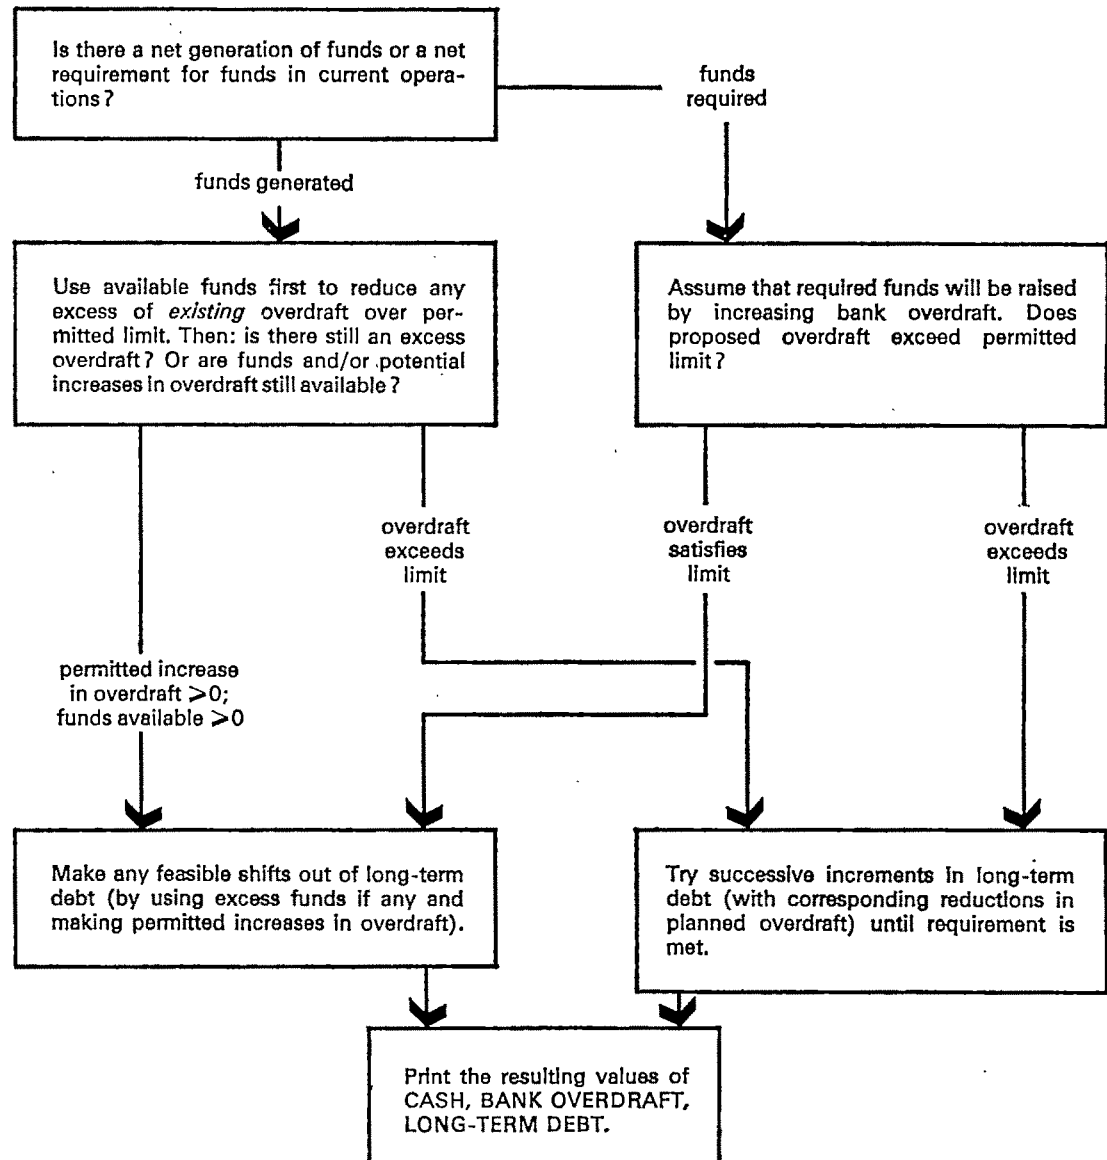 Is there a net generation of funds or a net
requirement for funds in current opera-
tions?
funds
required
funds generated
Use available funds first to reduce any
excess of existing overdraft over per-
mitted limit. Then: is there still an excess
overdraft? Or are funds and/or potential
increases in overdraft still available?
Assume that required funds will be raised
by increasing bank overdraft. Does
proposed overdraft exceed permitted
limit?
overdraft
exceeds
limit
overdraft
satisfies
limit
overdraft
exceeds
limit
permitted increase
in overdraft ⩾0;
funds available ⩾0
Make any feasible shifts out of long-term
debt (by using excess funds if any and
making permitted increases in overdraft).
Try successive increments in long-term
debt (with corresponding reductions in
planned overdraft) until requirement is
met.
Print the resulting values of
CASH, BANK OVERDRAFT,
LONG-TERM DEBT.